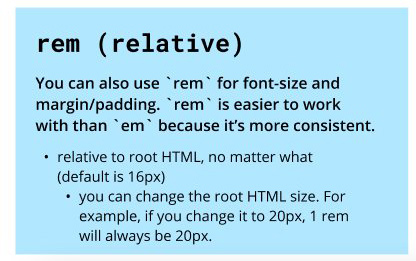 rem (relative)
You can also use `rem` for font-size and
margin/padding. `rem` is easier to work
with than `em` because it’s more consistent.
• relative to root HTML, no matter what
(default is 16px)
• you can change the root HTML size. For
example, if you change it to 20px, 1 rem
will always be 20px.